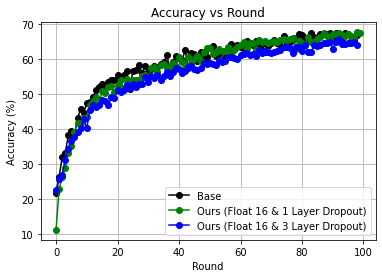 Accuracy vs Round
Accuracy (%)
70
60
50
40
30
20
10
0
20
40
60
80
100
Round
Base
Ours (Float 16 & 1 Layer Dropout)
Ours (Float 16 & 3 Layer Dropout)